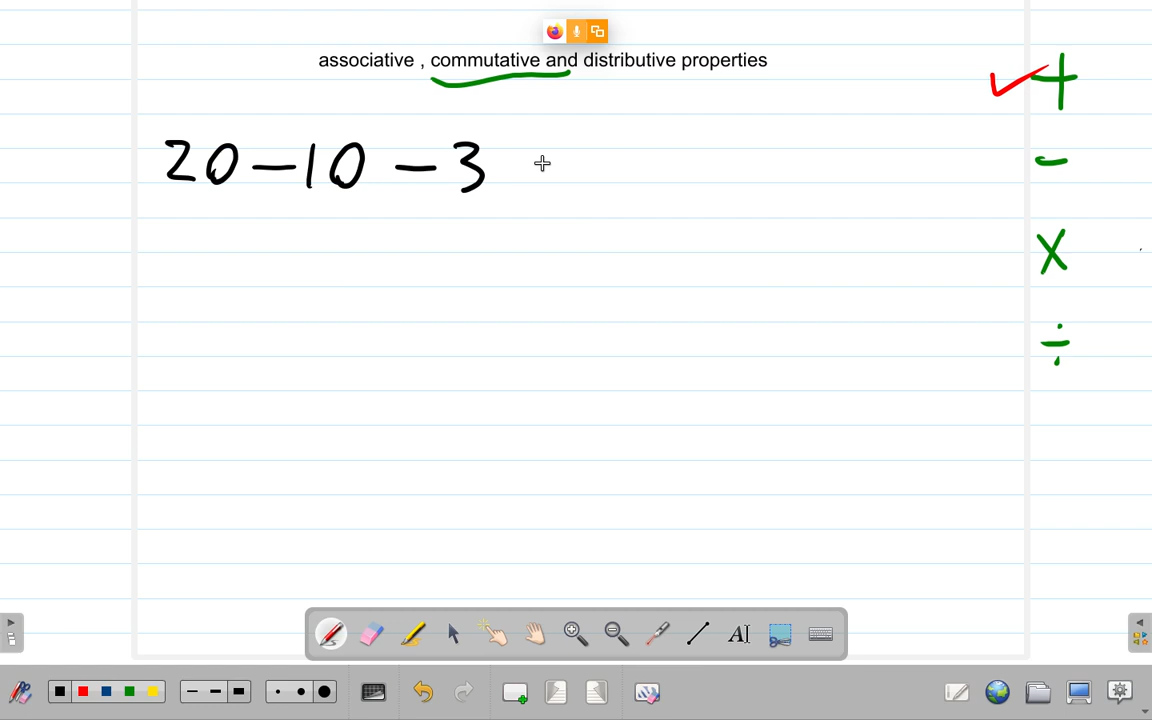 associative , commutative and distributive properties
20 - 10 - 3
+
-
×
÷